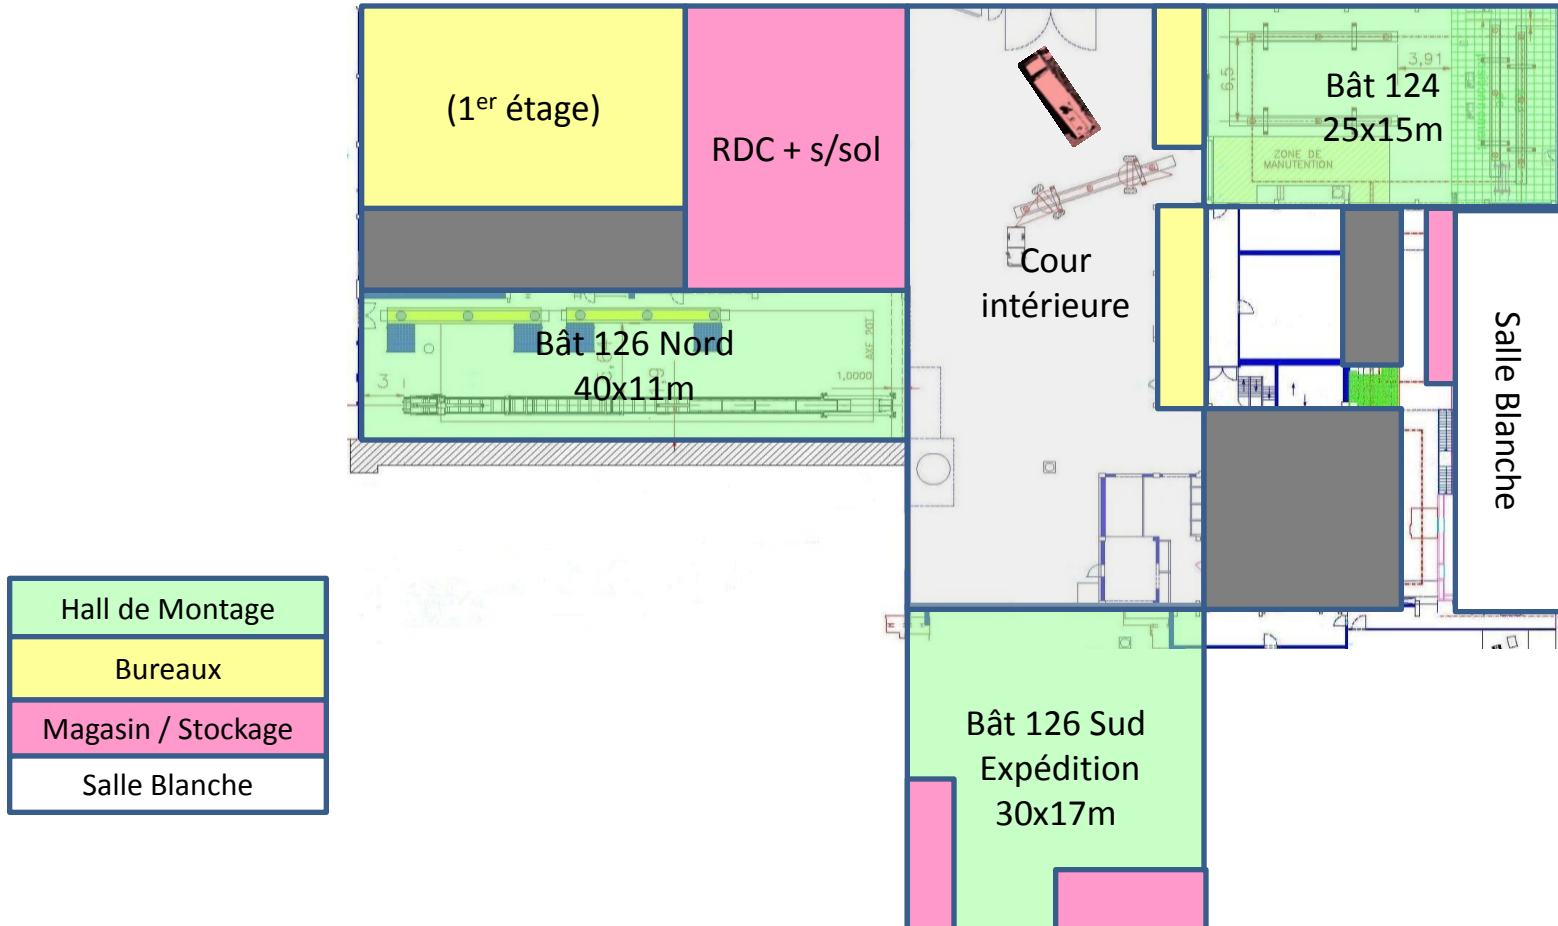 (1er étage)
RDC + s/sol
Bât 124
25x15m
3,91
6,5
ZONE DE
MANUTENTION
Cour
intérieure
Bât 126 Nord
40x11m
3
1,9
1,0000
Salle Blanche
Hall de Montage
Bureaux
Magasin / Stockage
Salle Blanche
Bât 126 Sud
Expédition
30x17m